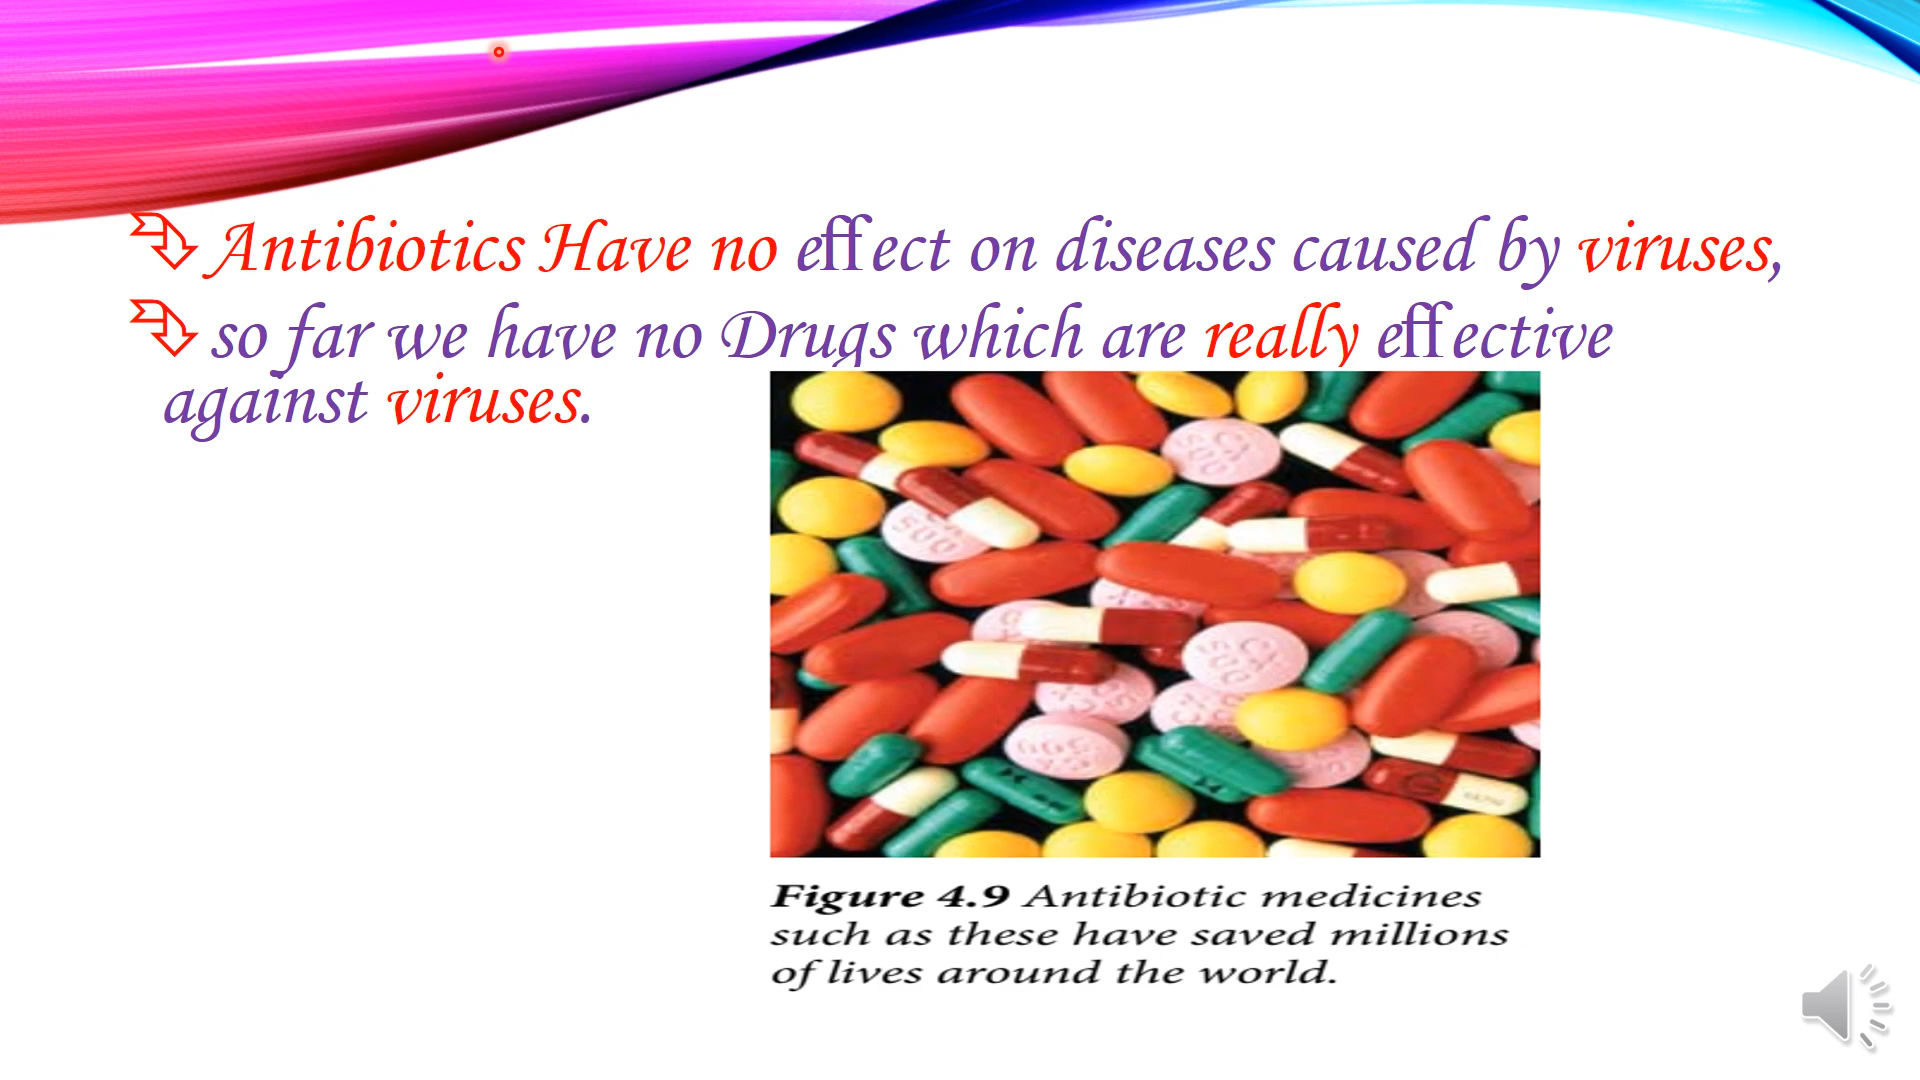 Antibiotics Have no effect on diseases caused by viruses,
so far we have no Drugs which are really effective
against viruses.
Figure 4.9 Antibiotic medicines
such as these have saved millions
of lives around the world.